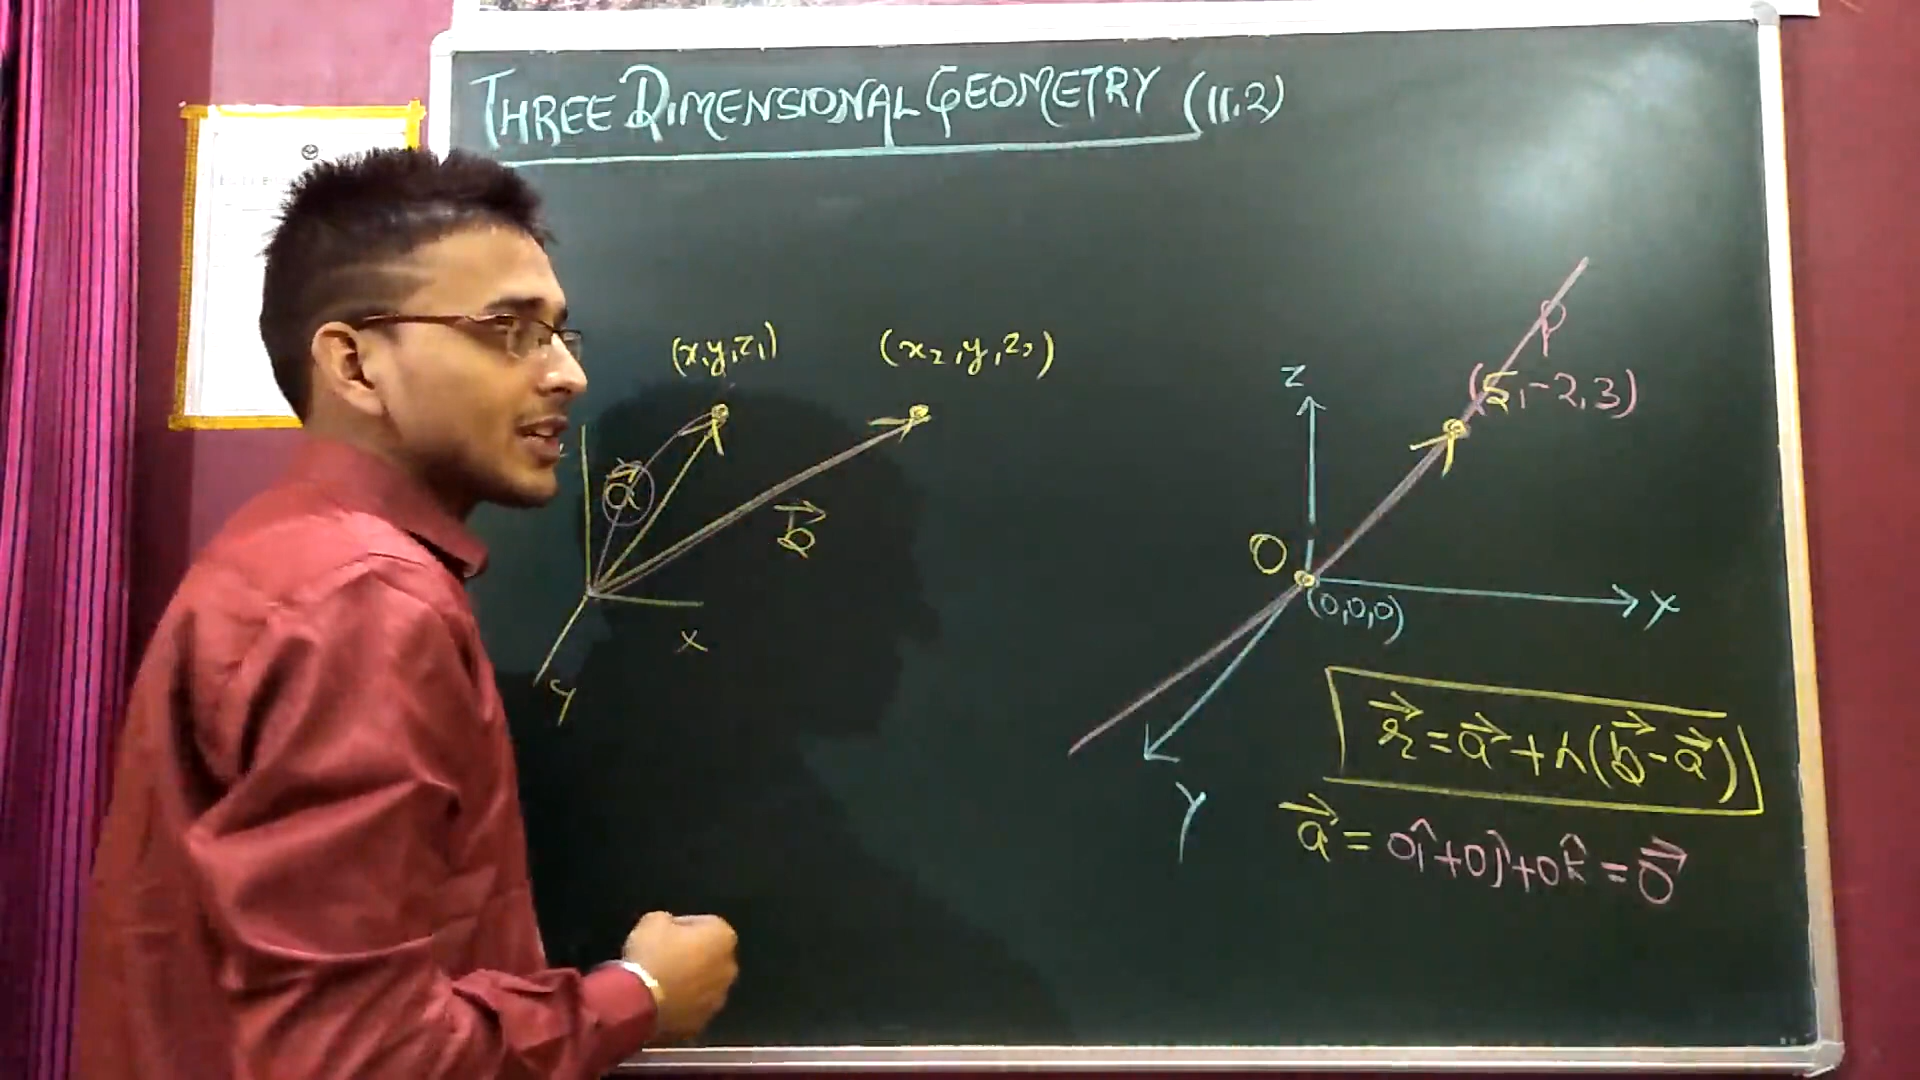 THREE DIMENSIONAL GEOMETRY (11.2)
(x,y,z₁)
(x₂,y,z₂)
a⃗
b⃗
x
y
z
P
(5,-2,3)
O
(0,0,0)
X
Y
r⃗ = a⃗ + λ(b⃗ - a⃗)
a⃗ = 0î + 0ĵ + 0k̂ = 0⃗